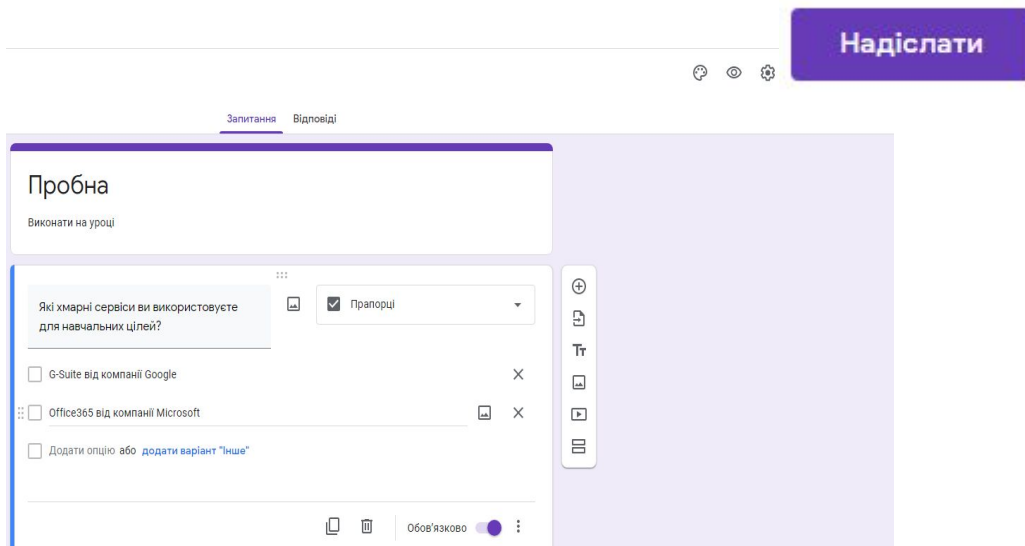 Надіслати
Запитання Відповіді
Пробна
Виконати на уроці
Які хмарні сервіси ви використовуєте
для навчальних цілей?
Прапорці
G-Suite від компанії Google
Office365 від компанії Microsoft
Додати опцію або додати варіант "Інше"
Обов'язково